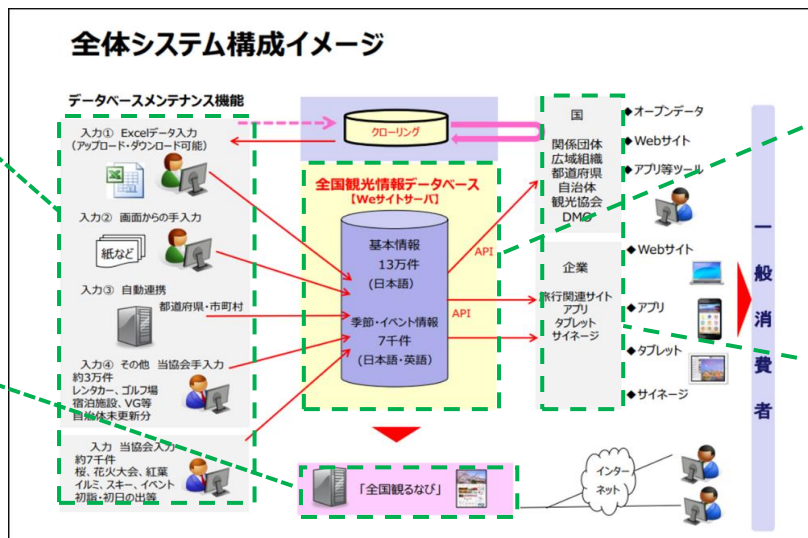 全体システム構成イメージ
データベースメンテナンス機能
入力① Excelデータ入力
(アップロード・ダウンロード可能)
入力② 画面からの手入力
紙など
入力③ 自動連携
都道府県・市町村
入力④ その他 当協会手入力
約3万件
レンタカー、ゴルフ場
宿泊施設、VG等
自治体未更新分
入力 当協会入力
約7千件
桜、花火大会、紅葉
イルミ、スキー、イベント
初詣・初日の出等
クローリング
全国観光情報データベース
【Weサイトサーバ】
基本情報
13万件
(日本語)
季節・イベント情報
7千件
(日本語・英語)
API
API
「全国観るなび」
国
関係団体
広域組織
都道府県
自治体
観光協会
DMO
企業
旅行関連サイト
アプリ
タブレット
サイネージ
◆オープンデータ
◆Webサイト
◆アプリ等ツール
◆Webサイト
◆アプリ
◆タブレット
◆サイネージ
インター
ネット
一般消費者